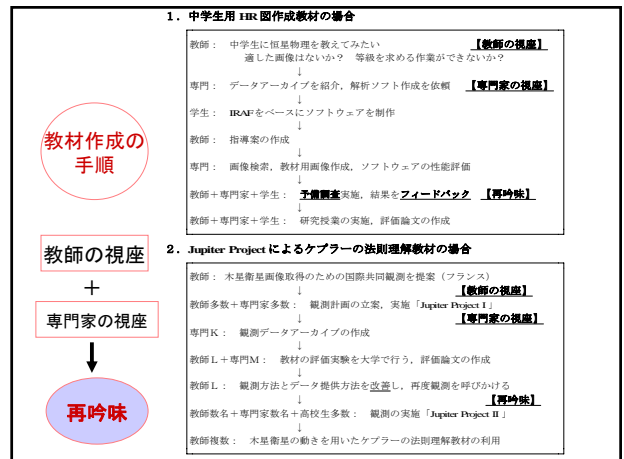 1. 中学生用 HR 図作成教材の場合
教師： 中学生に恒星物理を教えてみたい 【教師の視座】
適した画像はないか？ 等級を求める作業ができないか？
↓
専門： データアーカイブを紹介，解析ソフト作成を依頼 【専門家の視座】
↓
学生： IRAFをベースにソフトウェアを制作
↓
教師： 指導案の作成
↓
専門： 画像検索，教材用画像作成，ソフトウェアの性能評価
↓
教師＋専門家＋学生： 予備調査実施，結果をフィードバック 【再吟味】
↓
教師＋専門家＋学生： 研究授業の実施，評価論文の作成
教材作成の
手順
教師の視座
＋
専門家の視座
再吟味
2. Jupiter Project によるケプラーの法則理解教材の場合
教師： 木星衛星画像取得のための国際共同観測を提案（フランス）
↓ 【教師の視座】
教師多数＋専門家多数： 観測計画の立案，実施「Jupiter Project I」
↓ 【専門家の視座】
専門K： 観測データアーカイブの作成
↓
教師L＋専門M： 教材の評価実験を大学で行う，評価論文の作成
↓
教師L： 観測方法とデータ提供方法を改善し，再度観測を呼びかける
↓ 【再吟味】
教師数名＋専門家数名＋高校生多数： 観測の実施「Jupiter Project II」
↓
教師複数： 木星衛星の動きを用いたケプラーの法則理解教材の利用